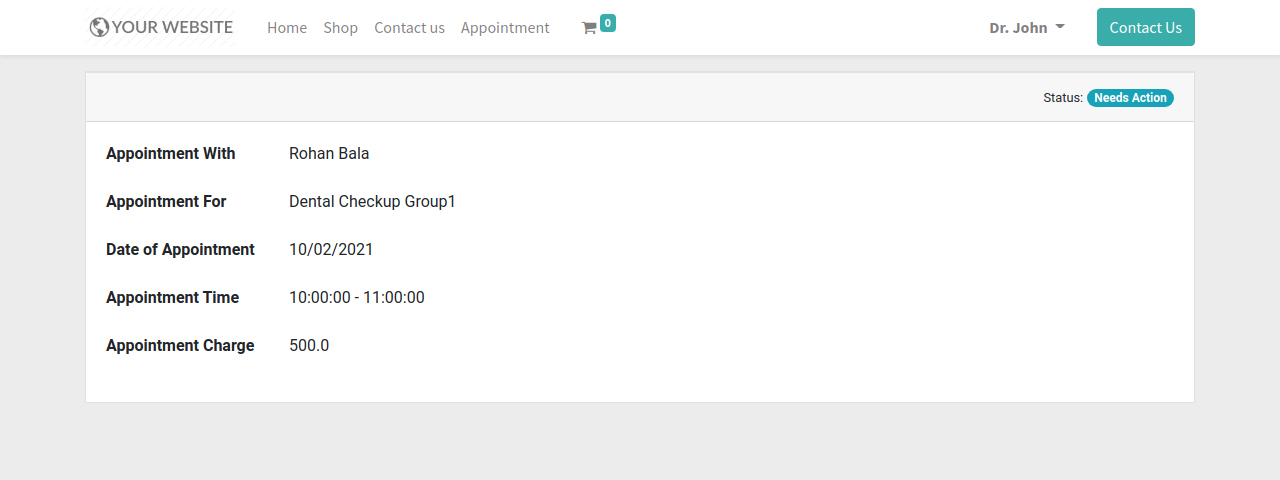 YOUR WEBSITE Home Shop Contact us Appointment 0 Dr. John Contact Us
Status: Needs Action
Appointment With Rohan Bala
Appointment For Dental Checkup Group1
Date of Appointment 10/02/2021
Appointment Time 10:00:00 - 11:00:00
Appointment Charge 500.0